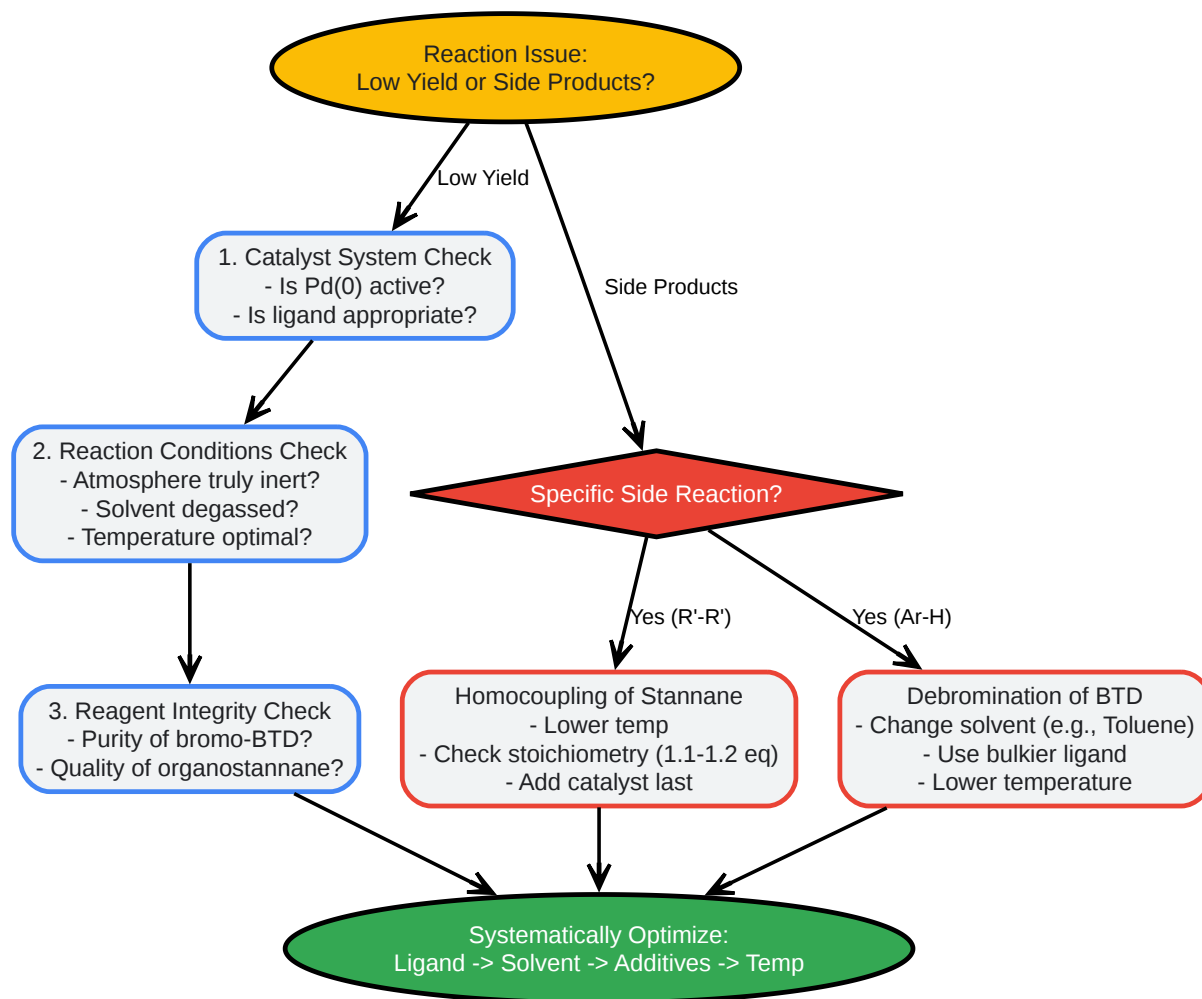 Reaction Issue:
Low Yield or Side Products?
Low Yield
1. Catalyst System Check
- Is Pd(0) active?
- Is ligand appropriate?
Side Products
2. Reaction Conditions Check
- Atmosphere truly inert?
- Solvent degassed?
- Temperature optimal?
Specific Side Reaction?
Yes (R'-R')
Yes (Ar-H)
3. Reagent Integrity Check
- Purity of bromo-BTD?
- Quality of organostannane?
Homocoupling of Stannane
- Lower temp
- Check stoichiometry (1.1-1.2 eq)
- Add catalyst last
Debromination of BTD
- Change solvent (e.g., Toluene)
- Use bulkier ligand
- Lower temperature
Systematically Optimize:
Ligand -> Solvent -> Additives -> Temp